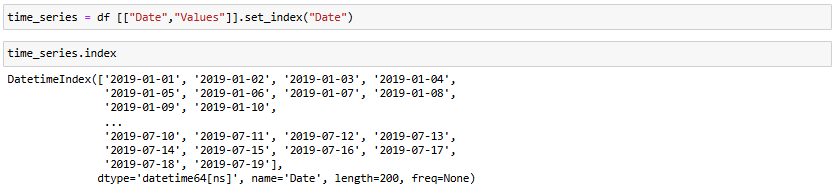 time_series = df [["Date","Values"]].set_index("Date")
time_series.index
DatetimeIndex(['2019-01-01', '2019-01-02', '2019-01-03', '2019-01-04',
'2019-01-05', '2019-01-06', '2019-01-07', '2019-01-08',
'2019-01-09', '2019-01-10',
...
'2019-07-10', '2019-07-11', '2019-07-12', '2019-07-13',
'2019-07-14', '2019-07-15', '2019-07-16', '2019-07-17',
'2019-07-18', '2019-07-19'],
dtype='datetime64[ns]', name='Date', length=200, freq=None)